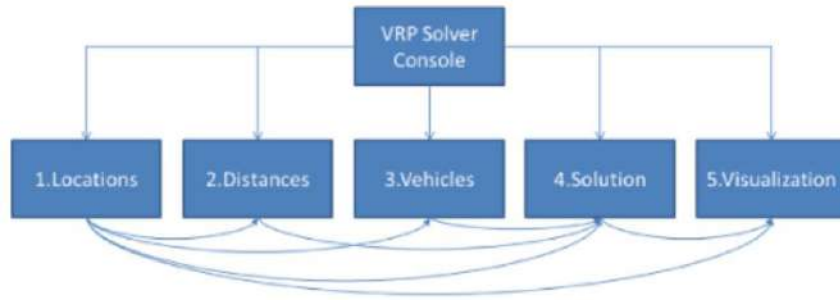 VRP Solver
Console
1.Locations
2.Distances
3.Vehicles
4.Solution
5.Visualization